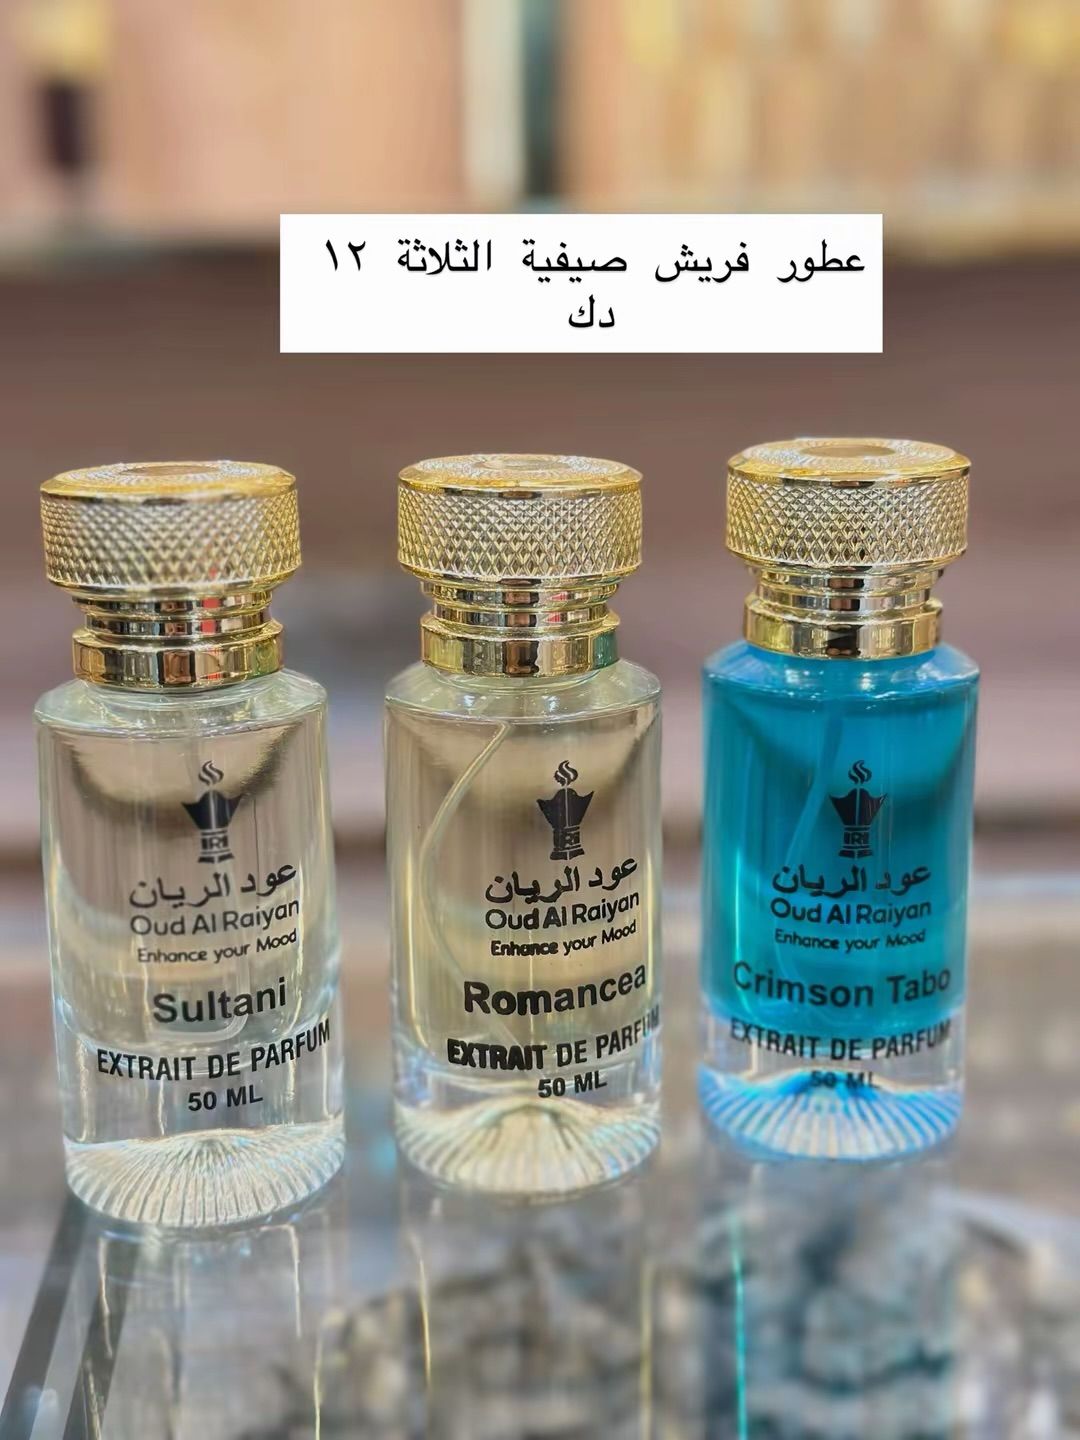 عطور فريش صيفية الثلاثة ١٢
دك
عود الريان
Oud Al Raiyan
Enhance your Mood
Sultani
EXTRAIT DE PARFUM
50 ML
عود الريان
Oud Al Raiyan
Enhance your Mood
Romancea
EXTRAIT DE PARFUM
50 ML
عود الريان
Oud Al Raiyan
Enhance your Mood
Crimson Tabo
EXTRAIT DE PARFUM
50 ML